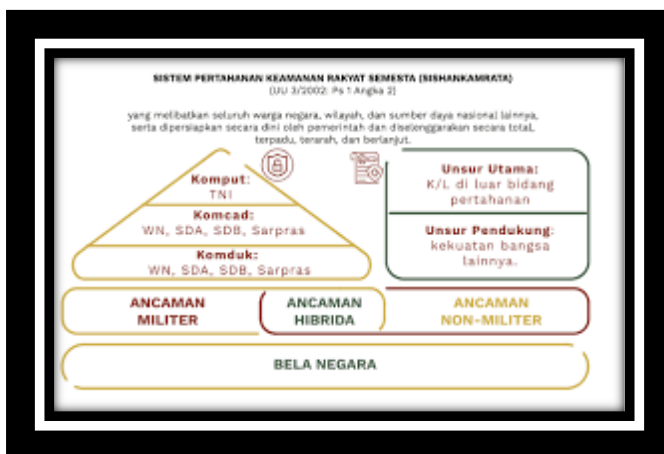 SISTEM PERTAHANAN KEAMANAN RAKYAT SEMESTA (SISHANKAMRATA)
(UU 3/2002: Ps 1 Angka 2)
yang melibatkan seluruh warga negara, wilayah, dan sumber daya nasional lainnya,
serta dipersiapkan secara dini oleh pemerintah dan diselenggarakan secara total,
terpadu, terarah, dan berlanjut.
Komput:
TNI
Komcad:
WN, SDA, SDB, Sarpras
Komduk:
WN, SDA, SDB, Sarpras
Unsur Utama:
K/L di luar bidang
pertahanan
Unsur Pendukung:
kekuatan bangsa
lainnya.
ANCAMAN
MILITER
ANCAMAN
HIBRIDA
ANCAMAN
NON-MILITER
BELA NEGARA